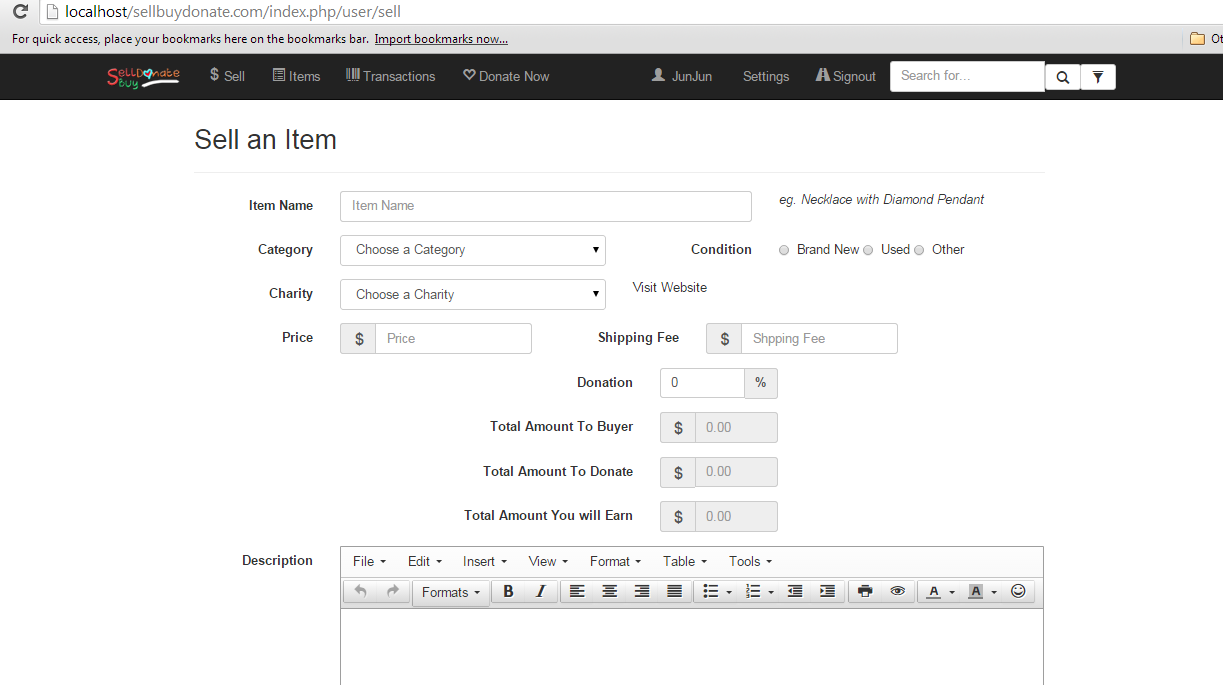 localhost/sellbuydonate.com/index.php/user/sell
For quick access, place your bookmarks here on the bookmarks bar. Import bookmarks now... Ot
SellDonate Buy $ Sell Items Transactions Donate Now JunJun Settings Signout Search for...
Sell an Item
Item Name Item Name eg. Necklace with Diamond Pendant
Category Choose a Category Condition Brand New Used Other
Charity Choose a Charity Visit Website
Price $ Price Shipping Fee $ Shpping Fee
Donation 0 %
Total Amount To Buyer $ 0.00
Total Amount To Donate $ 0.00
Total Amount You will Earn $ 0.00
Description File Edit Insert View Format Table Tools
Formats B I A A